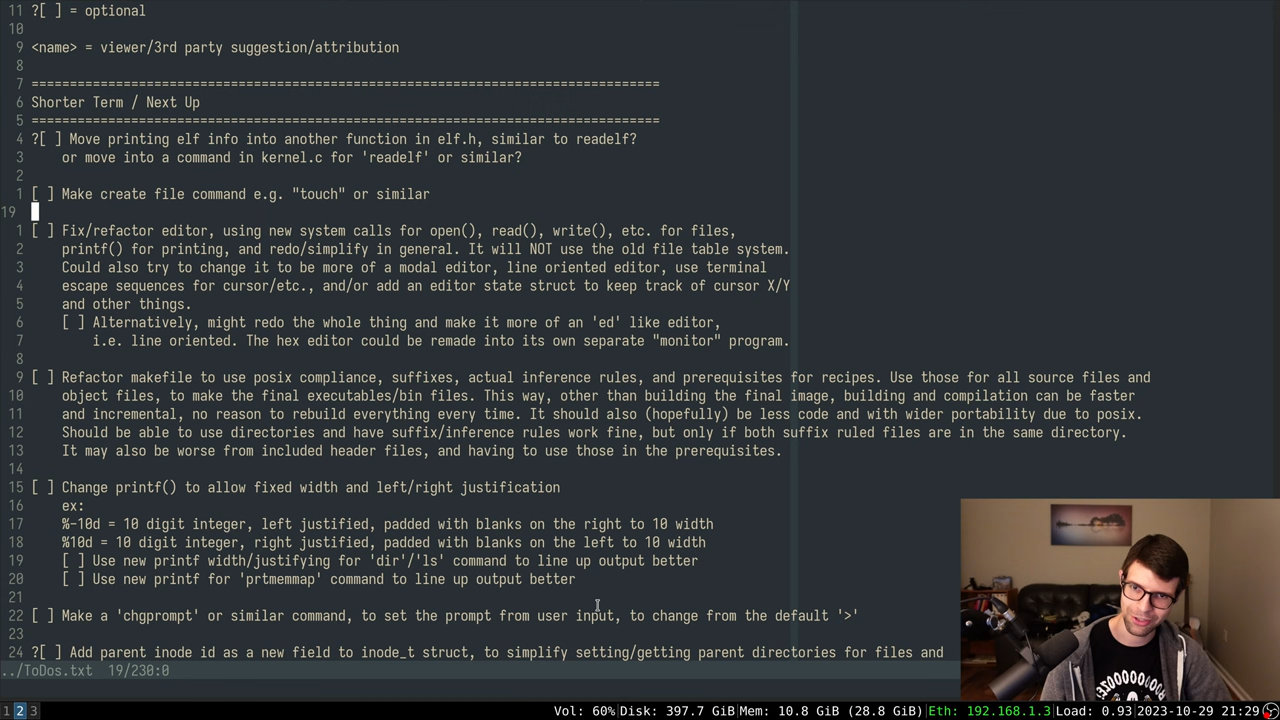 11 ?[ ] = optional
10
9 <name> = viewer/3rd party suggestion/attribution
8
7 ================================================================================
6 Shorter Term / Next Up
5 ================================================================================
4 ?[ ] Move printing elf info into another function in elf.h, similar to readelf?
3 or move into a command in kernel.c for 'readelf' or similar?
2
1 [ ] Make create file command e.g. "touch" or similar
19
1 [ ] Fix/refactor editor, using new system calls for open(), read(), write(), etc. for files,
2 printf() for printing, and redo/simplify in general. It will NOT use the old file table system.
3 Could also try to change it to be more of a modal editor, line oriented editor, use terminal
4 escape sequences for cursor/etc., and/or add an editor state struct to keep track of cursor X/Y
5 and other things.
6 [ ] Alternatively, might redo the whole thing and make it more of an 'ed' like editor,
7 i.e. line oriented. The hex editor could be remade into its own separate "monitor" program.
8
9 [ ] Refactor makefile to use posix compliance, suffixes, actual inference rules, and prerequisites for recipes. Use those for all source files and
10 object files, to make the final executables/bin files. This way, other than building the final image, building and compilation can be faster
11 and incremental, no reason to rebuild everything every time. It should also (hopefully) be less code and with wider portability due to posix.
12 Should be able to use directories and have suffix/inference rules work fine, but only if both suffix ruled files are in the same directory.
13 It may also be worse from included header files, and having to use those in the prerequisites.
14
15 [ ] Change printf() to allow fixed width and left/right justification
16 ex:
17 %-10d = 10 digit integer, left justified, padded with blanks on the right to 10 width
18 %10d = 10 digit integer, right justified, padded with blanks on the left to 10 width
19 [ ] Use new printf width/justifying for 'dir'/'ls' command to line up output better
20 [ ] Use new printf for 'prtmemmap' command to line up output better
21
22 [ ] Make a 'chgprompt' or similar command, to set the prompt from user input, to change from the default '>'
23
24 ?[ ] Add parent inode id as a new field to inode_t struct, to simplify setting/getting parent directories for files and
../ToDos.txt 19/230:0
1 2 3 Vol: 60%|Disk: 397.7 GiB|Mem: 10.8 GiB (28.8 GiB)|Eth: 192.168.1.3|Load: 0.93|2023-10-29 21:29